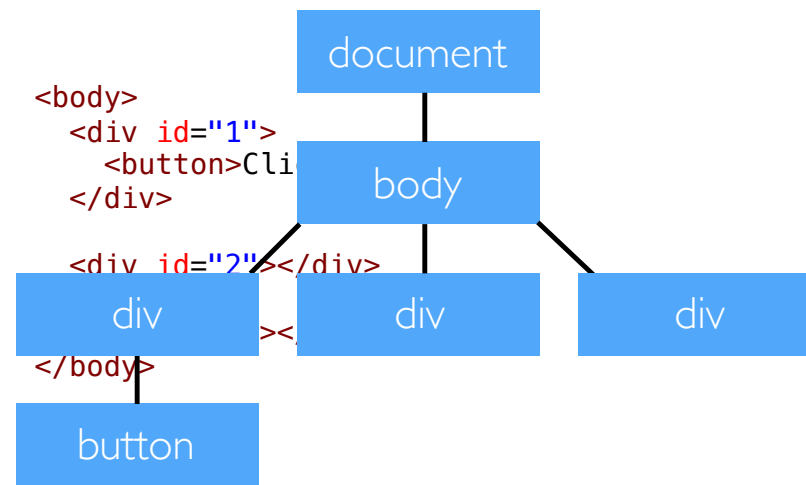 document
<body>
<div id="1">
<button>Cli
body
</div>
<div id="2"></div>
div
div
div
></
</body>
button